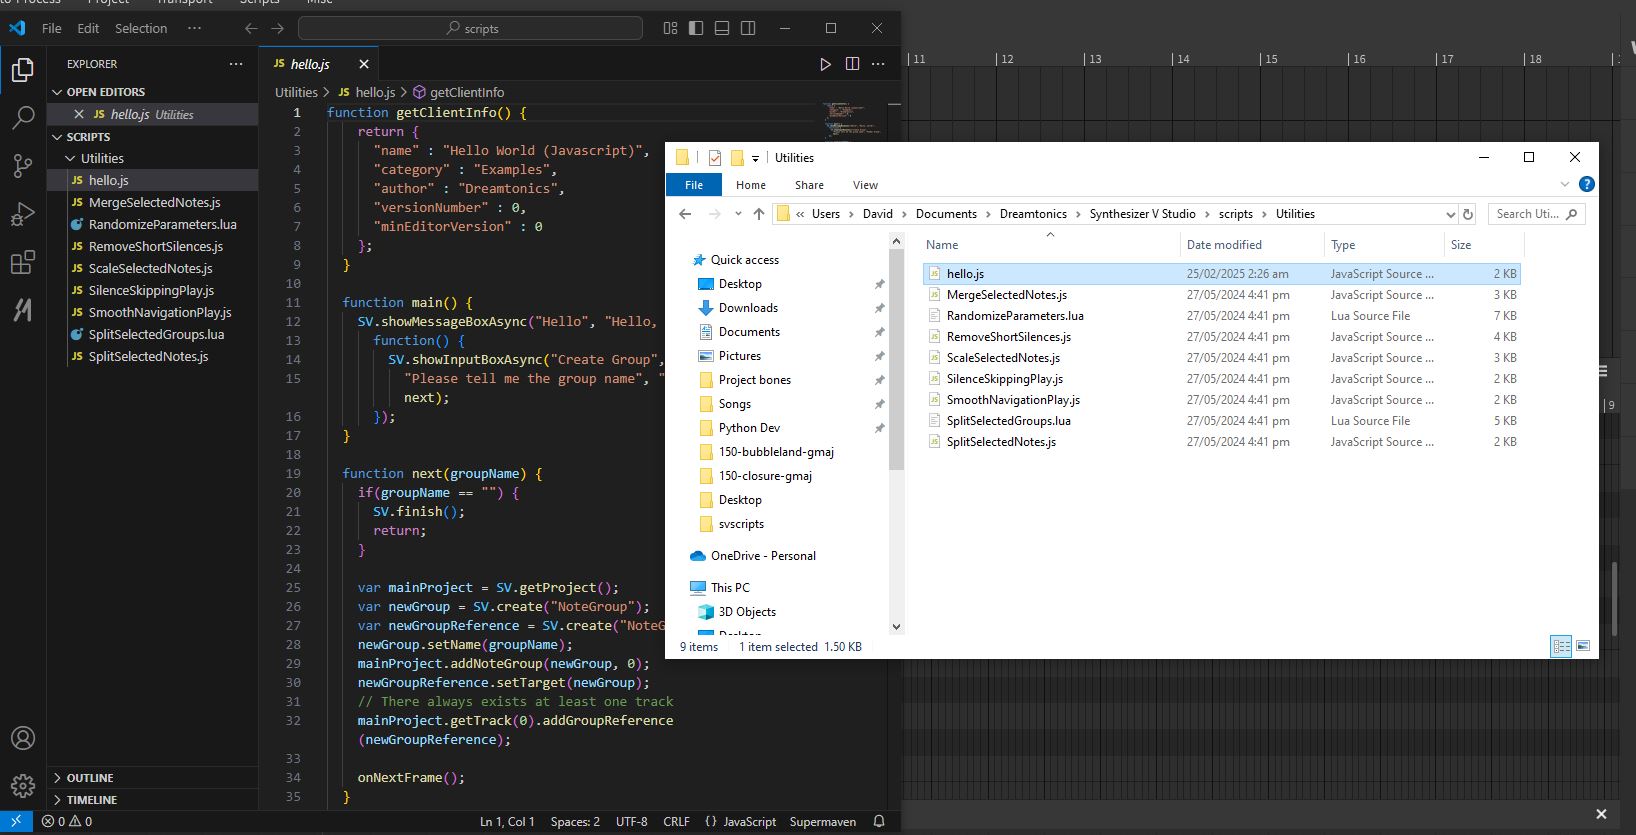 Project
Transport
Scripts
Misc
File Edit Selection ···
scripts
EXPLORER
OPEN EDITORS
JS hello.js Utilities
SCRIPTS
Utilities
JS hello.js
JS MergeSelectedNotes.js
RandomizeParameters.lua
JS RemoveShortSilences.js
JS ScaleSelectedNotes.js
JS SilenceSkippingPlay.js
JS SmoothNavigationPlay.js
SplitSelectedGroups.lua
JS SplitSelectedNotes.js
OUTLINE
TIMELINE
JS hello.js
Utilities > JS hello.js > getClientInfo
1 function getClientInfo() {
2 return {
3 "name" : "Hello World (Javascript)",
4 "category" : "Examples",
5 "author" : "Dreamtonics",
6 "versionNumber" : 0,
7 "minEditorVersion" : 0
8 };
9 }
10
11 function main() {
12 SV.showMessageBoxAsync("Hello", "Hello,
13 function() {
14 SV.showInputBoxAsync("Create Group",
15 "Please tell me the group name", "
next);
16 });
17 }
18
19 function next(groupName) {
20 if(groupName == "") {
21 SV.finish();
22 return;
23 }
24
25 var mainProject = SV.getProject();
26 var newGroup = SV.create("NoteGroup");
27 var newGroupReference = SV.create("NoteG
28 newGroup.setName(groupName);
29 mainProject.addNoteGroup(newGroup, 0);
30 newGroupReference.setTarget(newGroup);
31 // There always exists at least one track
32 mainProject.getTrack(0).addGroupReference
(newGroupReference);
33
34 onNextFrame();
35 }
0 0
Ln 1, Col 1 Spaces: 2 UTF-8 CRLF {} JavaScript Supermaven
11 12 13 14 15 16 17 18
9
Utilities
File Home Share View
« Users > David > Documents > Dreamtonics > Synthesizer V Studio > scripts > Utilities
Search Uti...
Quick access
Desktop
Downloads
Documents
Pictures
Project bones
Songs
Python Dev
150-bubbleland-gmaj
150-closure-gmaj
Desktop
svscripts
OneDrive - Personal
This PC
3D Objects
Desktop
Name Date modified Type Size
hello.js 25/02/2025 2:26 am JavaScript Source ... 2 KB
MergeSelectedNotes.js 27/05/2024 4:41 pm JavaScript Source ... 3 KB
RandomizeParameters.lua 27/05/2024 4:41 pm Lua Source File 7 KB
RemoveShortSilences.js 27/05/2024 4:41 pm JavaScript Source ... 4 KB
ScaleSelectedNotes.js 27/05/2024 4:41 pm JavaScript Source ... 3 KB
SilenceSkippingPlay.js 27/05/2024 4:41 pm JavaScript Source ... 2 KB
SmoothNavigationPlay.js 27/05/2024 4:41 pm JavaScript Source ... 2 KB
SplitSelectedGroups.lua 27/05/2024 4:41 pm Lua Source File 5 KB
SplitSelectedNotes.js 27/05/2024 4:41 pm JavaScript Source ... 2 KB
9 items 1 item selected 1.50 KB